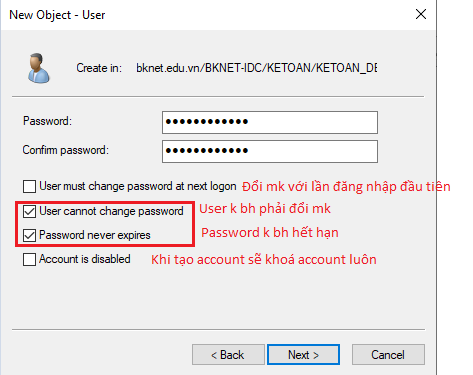 New Object - User
Create in: bknet.edu.vn/BKNET-IDC/KETOAN/KETOAN_DE
Password: ●●●●●●●●●●●●
Confirm password: ●●●●●●●●●●●●
User must change password at next logon Đổi mk với lần đăng nhập đầu tiên
User cannot change password User k bh phải đổi mk
Password never expires Password k bh hết hạn
Account is disabled Khi tạo account sẽ khoá account luôn
< Back Next > Cancel